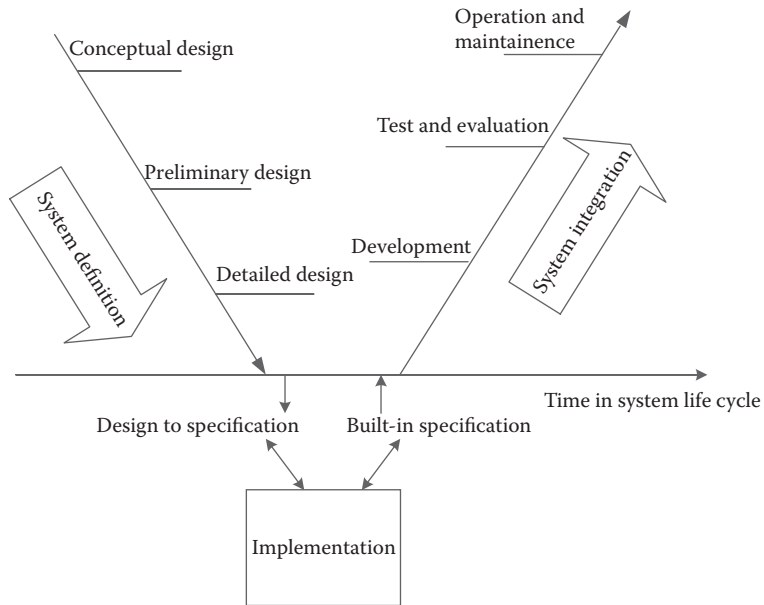 Operation and
maintainence
Conceptual design
Test and evaluation
Preliminary design
System definition
System integration
Development
Detailed design
Time in system life cycle
Design to specification
Built-in specification
Implementation